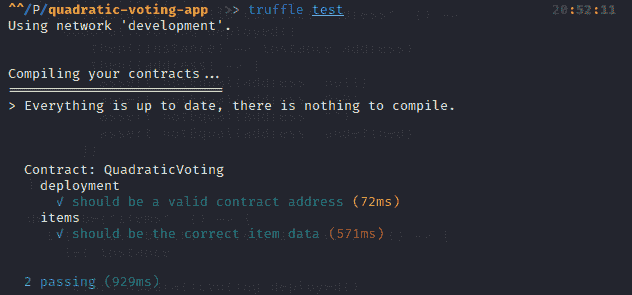 ^^/P/quadratic-voting-app >> truffle test 20:52:11
Using network 'development'.
Compiling your contracts...
===========================
> Everything is up to date, there is nothing to compile.
Contract: QuadraticVoting
deployment
√ should be a valid contract address (72ms)
items
√ should be the correct item data (571ms)
2 passing (929ms)